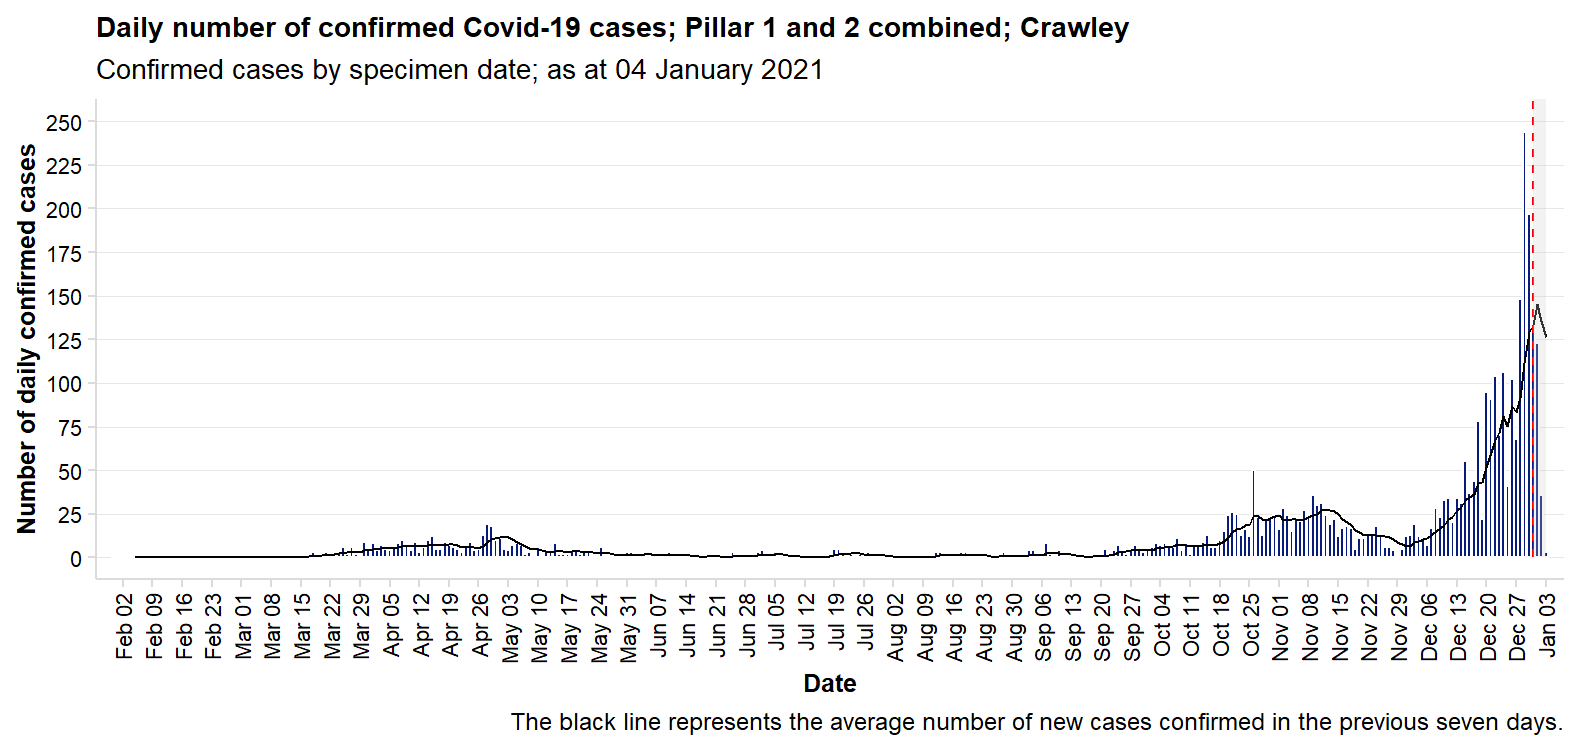 Daily number of confirmed Covid-19 cases; Pillar 1 and 2 combined; Crawley
Confirmed cases by specimen date; as at 04 January 2021
Number of daily confirmed cases
250
225
200
175
150
125
100
75
50
25
0
Feb 02
Feb 09
Feb 16
Feb 23
Mar 01
Mar 08
Mar 15
Mar 22
Mar 29
Apr 05
Apr 12
Apr 19
Apr 26
May 03
May 10
May 17
May 24
May 31
Jun 07
Jun 14
Jun 21
Jun 28
Jul 05
Jul 12
Jul 19
Jul 26
Aug 02
Aug 09
Aug 16
Aug 23
Aug 30
Sep 06
Sep 13
Sep 20
Sep 27
Oct 04
Oct 11
Oct 18
Oct 25
Nov 01
Nov 08
Nov 15
Nov 22
Nov 29
Dec 06
Dec 13
Dec 20
Dec 27
Jan 03
Date
The black line represents the average number of new cases confirmed in the previous seven days.